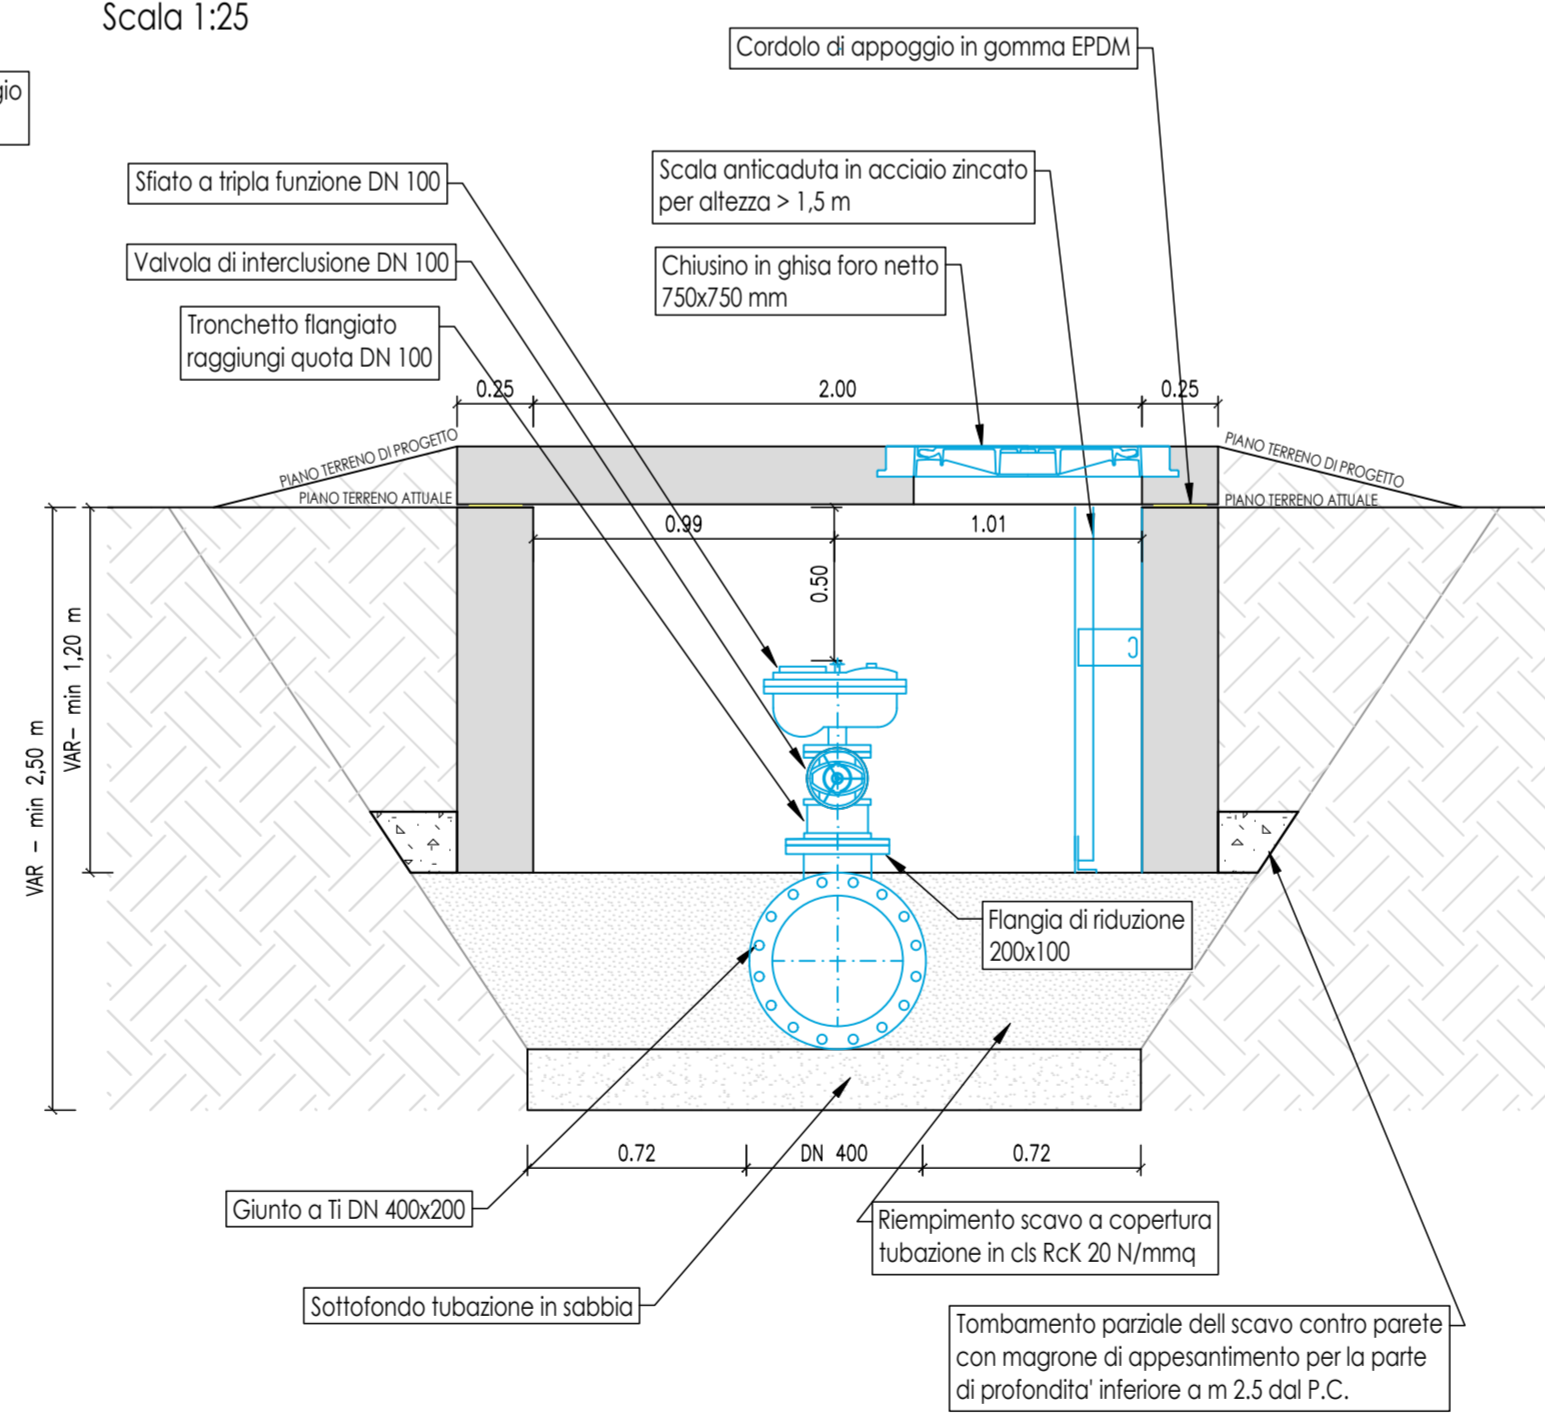 Scala 1:25
Cordolo di appoggio in gomma EPDM
gio
Sfiato a tripla funzione DN 100
Scala anticaduta in acciaio zincato
per altezza > 1,5 m
Valvola di interclusione DN 100
Chiusino in ghisa foro netto
750x750 mm
Tronchetto flangiato
raggiungi quota DN 100
0.25
2.00
0.25
PIANO TERRENO DI PROGETTO
PIANO TERRENO DI PROGETTO
PIANO TERRENO ATTUALE
PIANO TERRENO ATTUALE
0.99
1.01
0.50
VAR- min 1,20 m
VAR - min 2,50 m
Flangia di riduzione
200x100
0.72
DN 400
0.72
Giunto a Ti DN 400x200
Riempimento scavo a copertura
tubazione in cls RcK 20 N/mmq
Sottofondo tubazione in sabbia
Tombamento parziale dell scavo contro parete
con magrone di appesantimento per la parte
di profondita' inferiore a m 2.5 dal P.C.